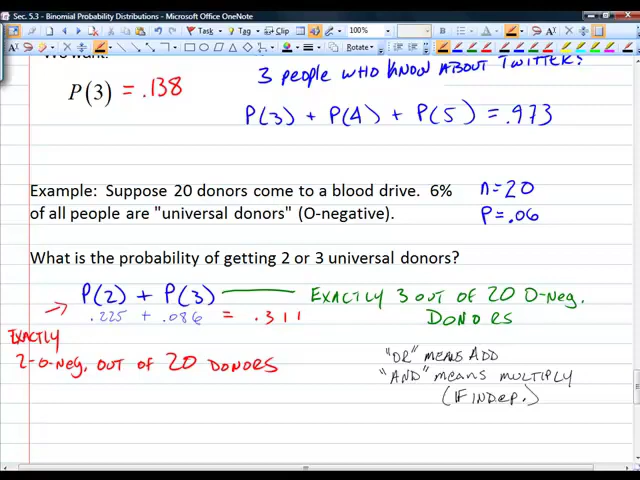 Sec. 5.3 - Binomial Probability Distributions - Microsoft Office OneNote
Task
Tag
100%
Rotate
3 PEOPLE WHO KNOW ABOUT TWITTER?
P(3) = .138
P(3) + P(4) + P(5) = .973
Example: Suppose 20 donors come to a blood drive. 6%
of all people are "universal donors" (O-negative).
n=20
P=.06
What is the probability of getting 2 or 3 universal donors?
P(2) + P(3)
.225 + .086 = .311
EXACTLY 3 OUT OF 20 O-NEG.
DONORS
EXACTLY
2-O-NEG. OUT OF 20 DONORS
"OR" MEANS ADD
"AND" MEANS MULTIPLY
(IF INDEP.)